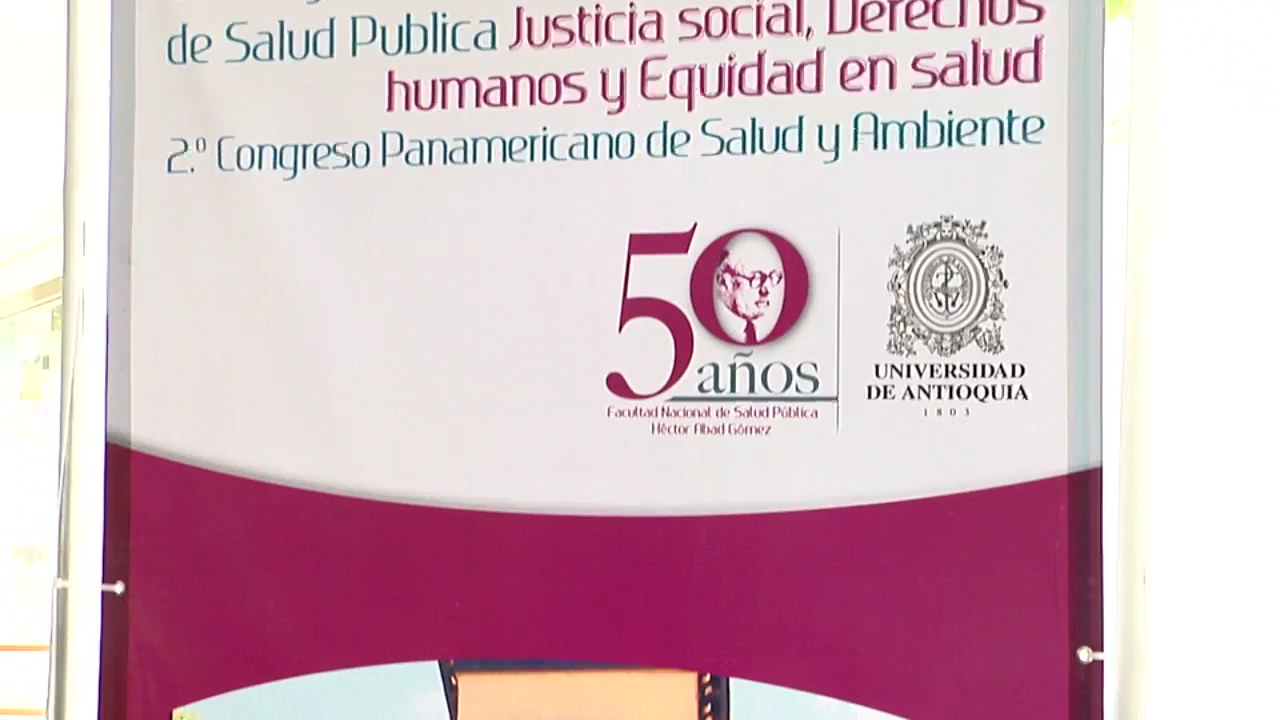 de Salud Publica Justicia social, Derechos
humanos y Equidad en salud
2.º Congreso Panamericano de Salud y Ambiente
50
años
Facultad Nacional de Salud Pública
Héctor Abad Gómez
UNIVERSIDAD
DE ANTIOQUIA
1803